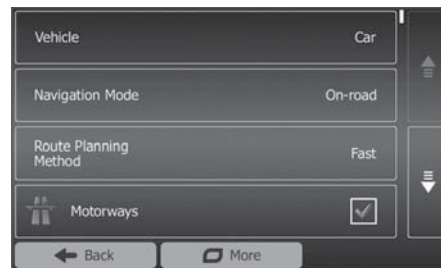 Vehicle Car
Navigation Mode On-road
Route Planning Fast
Method
Motorways
Back More